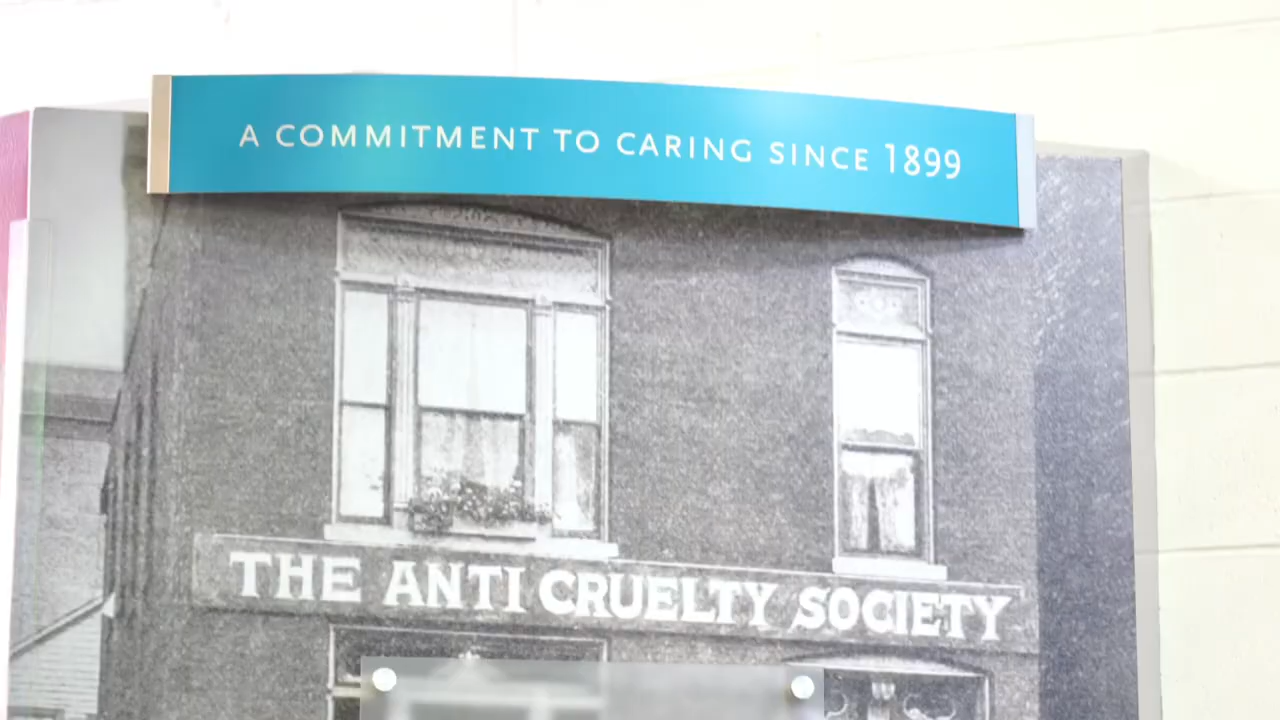 A COMMITMENT TO CARING SINCE 1899
THE ANTI CRUELTY SOCIETY